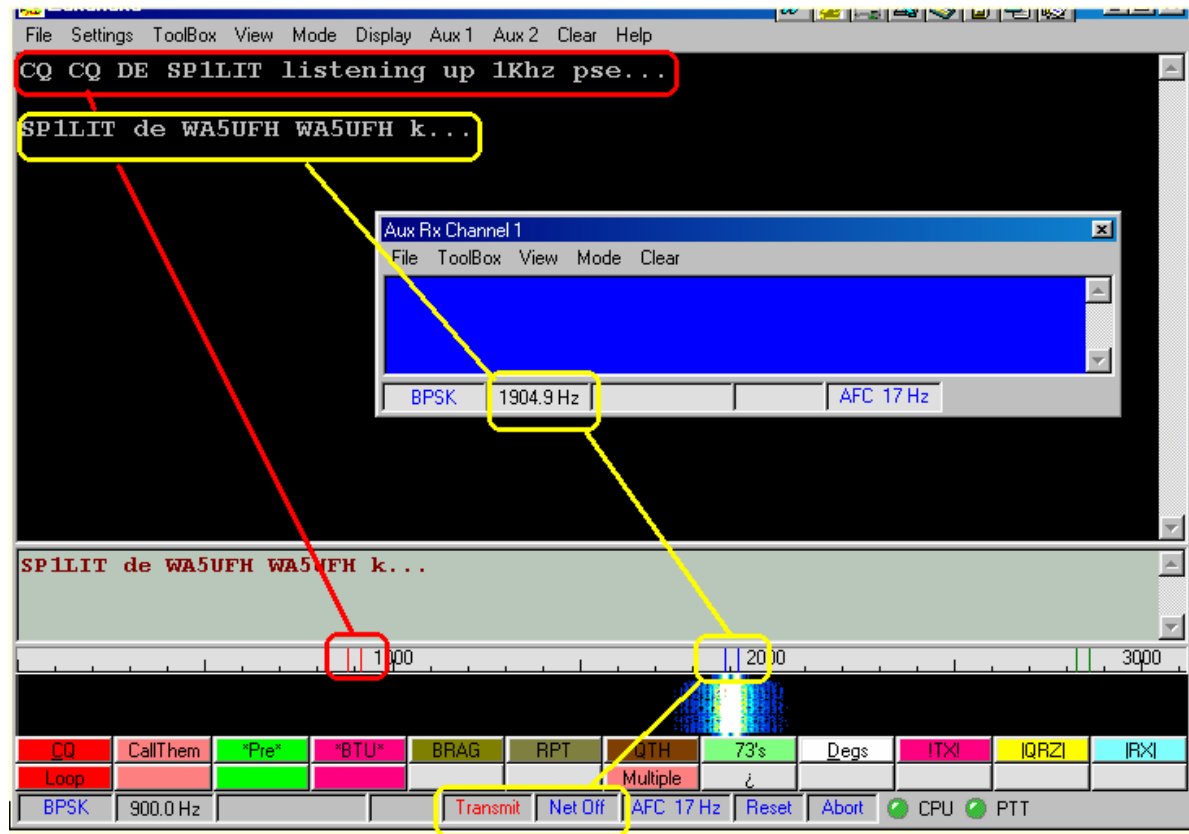 File Settings ToolBox View Mode Display Aux 1 Aux 2 Clear Help
CQ CQ DE SP1LIT listening up 1Khz pse...
SP1LIT de WA5UFH WA5UFH k...
Aux Rx Channel 1
File ToolBox View Mode Clear
BPSK 1904.9 Hz AFC 17 Hz
SP1LIT de WA5UFH WA5UFH k...
1000 2000 3000
CQ CallThem *Pre* *BTU* BRAG RPT QTH 73's Degs !TX! |QRZ| |RX|
Loop Multiple ¿
BPSK 900.0 Hz Transmit Net Off AFC 17 Hz Reset Abort CPU PTT